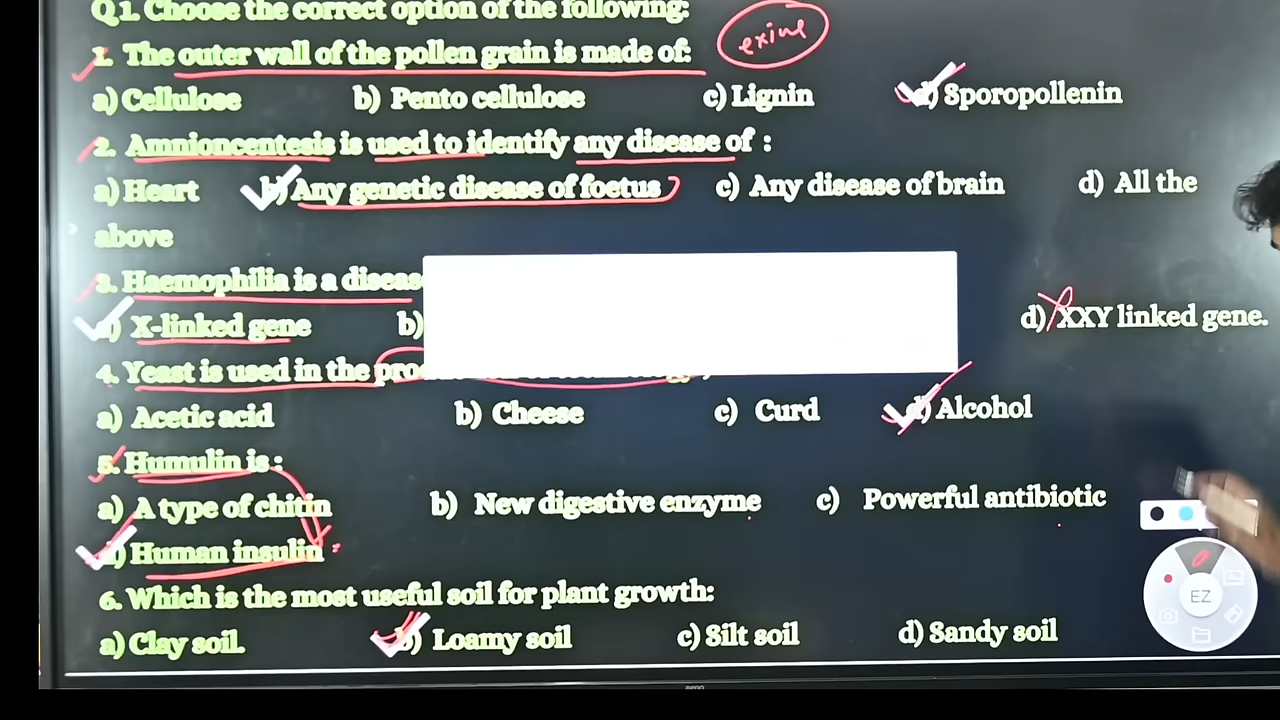 Q1. Choose the correct option of the following:
exine
1. The outer wall of the pollen grain is made of:
a) Cellulose b) Pento cellulose c) Lignin d) Sporopollenin
2. Amnioncentesis is used to identify any disease of :
a) Heart b) Any genetic disease of foetus c) Any disease of brain d) All the
above
3. Haemophilia is a diseas
a) X-linked gene b) d) XXY linked gene.
4. Yeast is used in the
a) Acetic acid b) Cheese c) Curd d) Alcohol
5. Humulin is :
a) A type of chitin b) New digestive enzyme c) Powerful antibiotic
d) Human insulin
6. Which is the most useful soil for plant growth:
a) Clay soil. b) Loamy soil c) Silt soil d) Sandy soil
EZ
BENQ